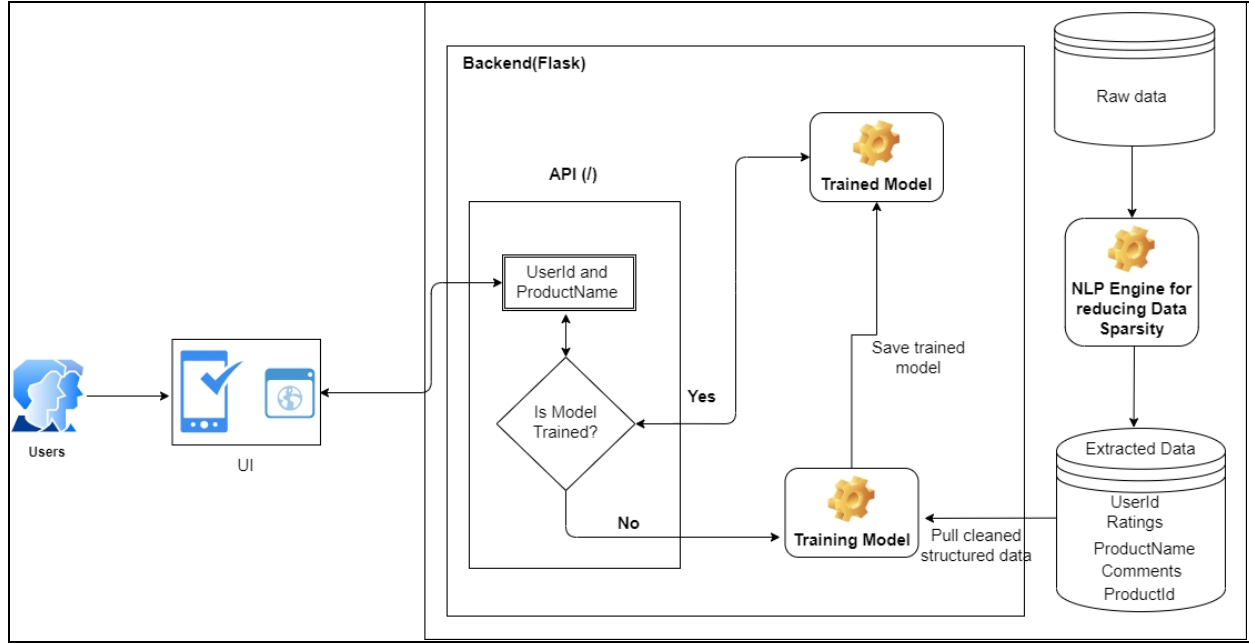 Backend(Flask)
Raw data
API (/)
Trained Model
UserId and
ProductName
NLP Engine for
reducing Data
Sparsity
Save trained
model
Yes
Is Model
Trained?
Users
UI
Extracted Data
UserId
Ratings
ProductName
Comments
ProductId
No
Training Model
Pull cleaned
structured data